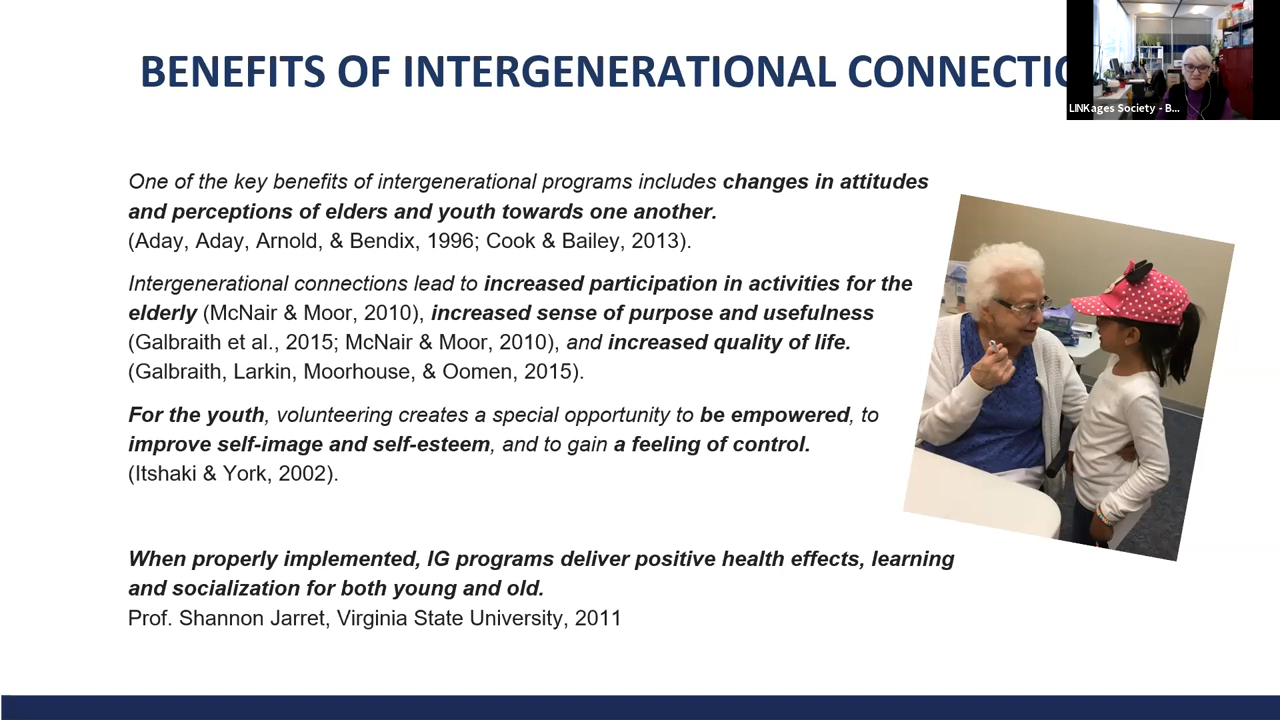 BENEFITS OF INTERGENERATIONAL CONNECTIO
LINKages Society - B...
One of the key benefits of intergenerational programs includes changes in attitudes
and perceptions of elders and youth towards one another.
(Aday, Aday, Arnold, & Bendix, 1996; Cook & Bailey, 2013).
Intergenerational connections lead to increased participation in activities for the
elderly (McNair & Moor, 2010), increased sense of purpose and usefulness
(Galbraith et al., 2015; McNair & Moor, 2010), and increased quality of life.
(Galbraith, Larkin, Moorhouse, & Oomen, 2015).
For the youth, volunteering creates a special opportunity to be empowered, to
improve self-image and self-esteem, and to gain a feeling of control.
(Itshaki & York, 2002).
When properly implemented, IG programs deliver positive health effects, learning
and socialization for both young and old.
Prof. Shannon Jarret, Virginia State University, 2011